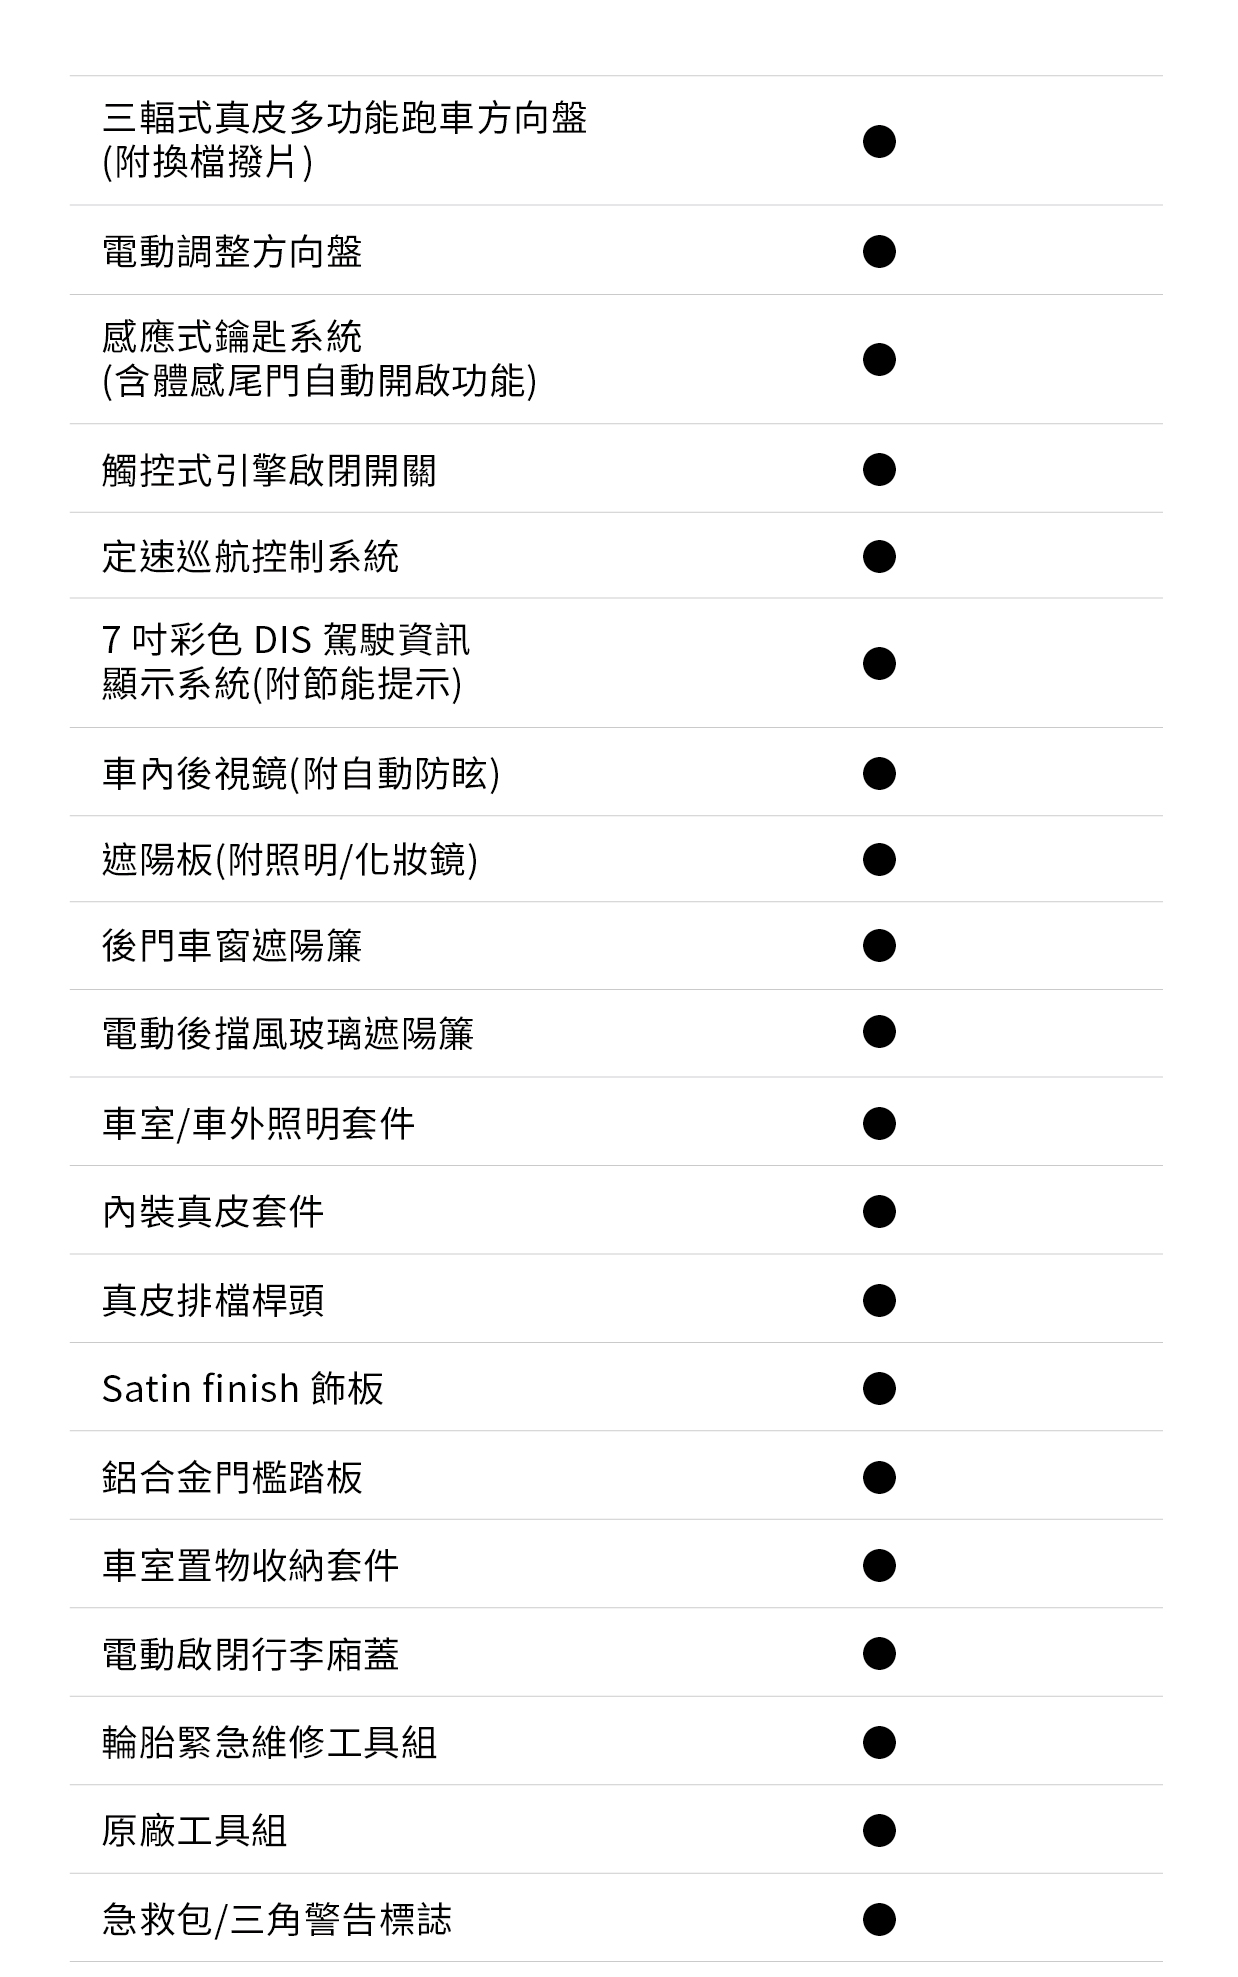 三輻式真皮多功能跑車方向盤
(附換檔撥片)
電動調整方向盤
感應式鑰匙系統
(含體感尾門自動開啟功能)
觸控式引擎啟閉開關
定速巡航控制系統
7 吋彩色 DIS 駕駛資訊
顯示系統(附節能提示)
車內後視鏡(附自動防眩)
遮陽板(附照明/化妝鏡)
後門車窗遮陽簾
電動後擋風玻璃遮陽簾
車室/車外照明套件
內裝真皮套件
真皮排檔桿頭
Satin finish 飾板
鋁合金門檻踏板
車室置物收納套件
電動啟閉行李廂蓋
輪胎緊急維修工具組
原廠工具組
急救包/三角警告標誌